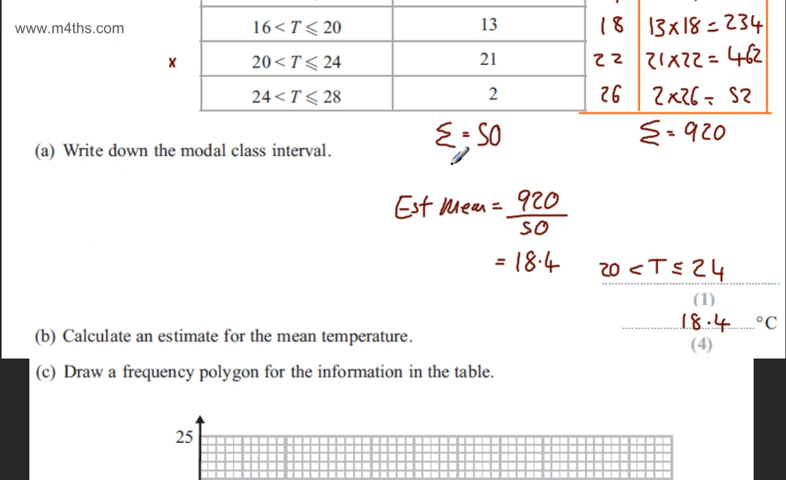 www.m4ths.com
16 < T ⩽ 20 13 18 13×18 = 234
x 20 < T ⩽ 24 21 22 21×22 = 462
24 < T ⩽ 28 2 26 2×26 = 52
Σ = 50 Σ = 920
(a) Write down the modal class interval.
Est Mean = 920
50
= 18.4 20 < T ≤ 24
(1)
18.4 °C
(b) Calculate an estimate for the mean temperature.
(4)
(c) Draw a frequency polygon for the information in the table.
25